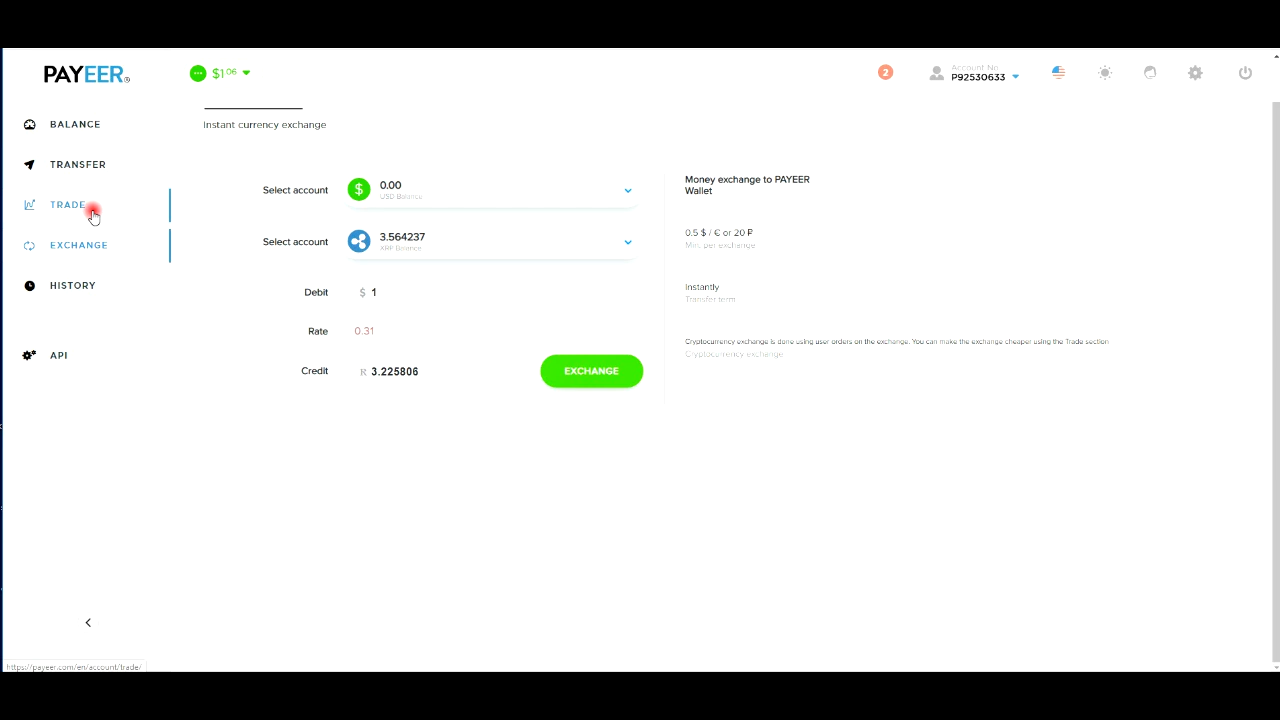 PAYEER®
$1 06
2
Account No
P92530633
BALANCE
TRANSFER
TRADE
EXCHANGE
HISTORY
API
Instant currency exchange
Select account
$
0.00
USD Balance
Select account
3.564237
XRP Balance
Debit
$ 1
Rate
0.31
Credit
R 3.225806
EXCHANGE
Money exchange to PAYEER
Wallet
0.5 $ / € or 20 ₽
Min. per exchange
Instantly
Transfer term
Cryptocurrency exchange is done using user orders on the exchange. You can make the exchange cheaper using the Trade section
Cryptocurrency exchange
https://payeer.com/en/account/trade/